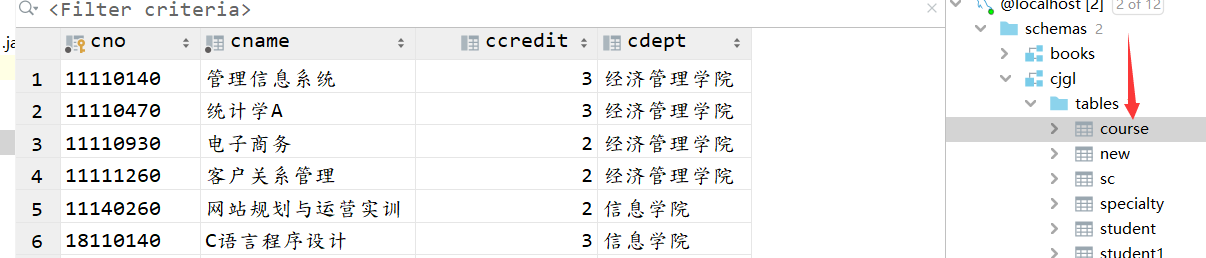 <Filter criteria>
.ja
cno cname ccredit cdept
1 11110140 管理信息系统 3 经济管理学院
2 11110470 统计学A 3 经济管理学院
3 11110930 电子商务 2 经济管理学院
4 11111260 客户关系管理 2 经济管理学院
5 11140260 网站规划与运营实训 2 信息学院
6 18110140 C语言程序设计 3 信息学院
@localhost [2] 2 of 12
schemas 2
books
cjgl
tables
course
new
sc
specialty
student
student1